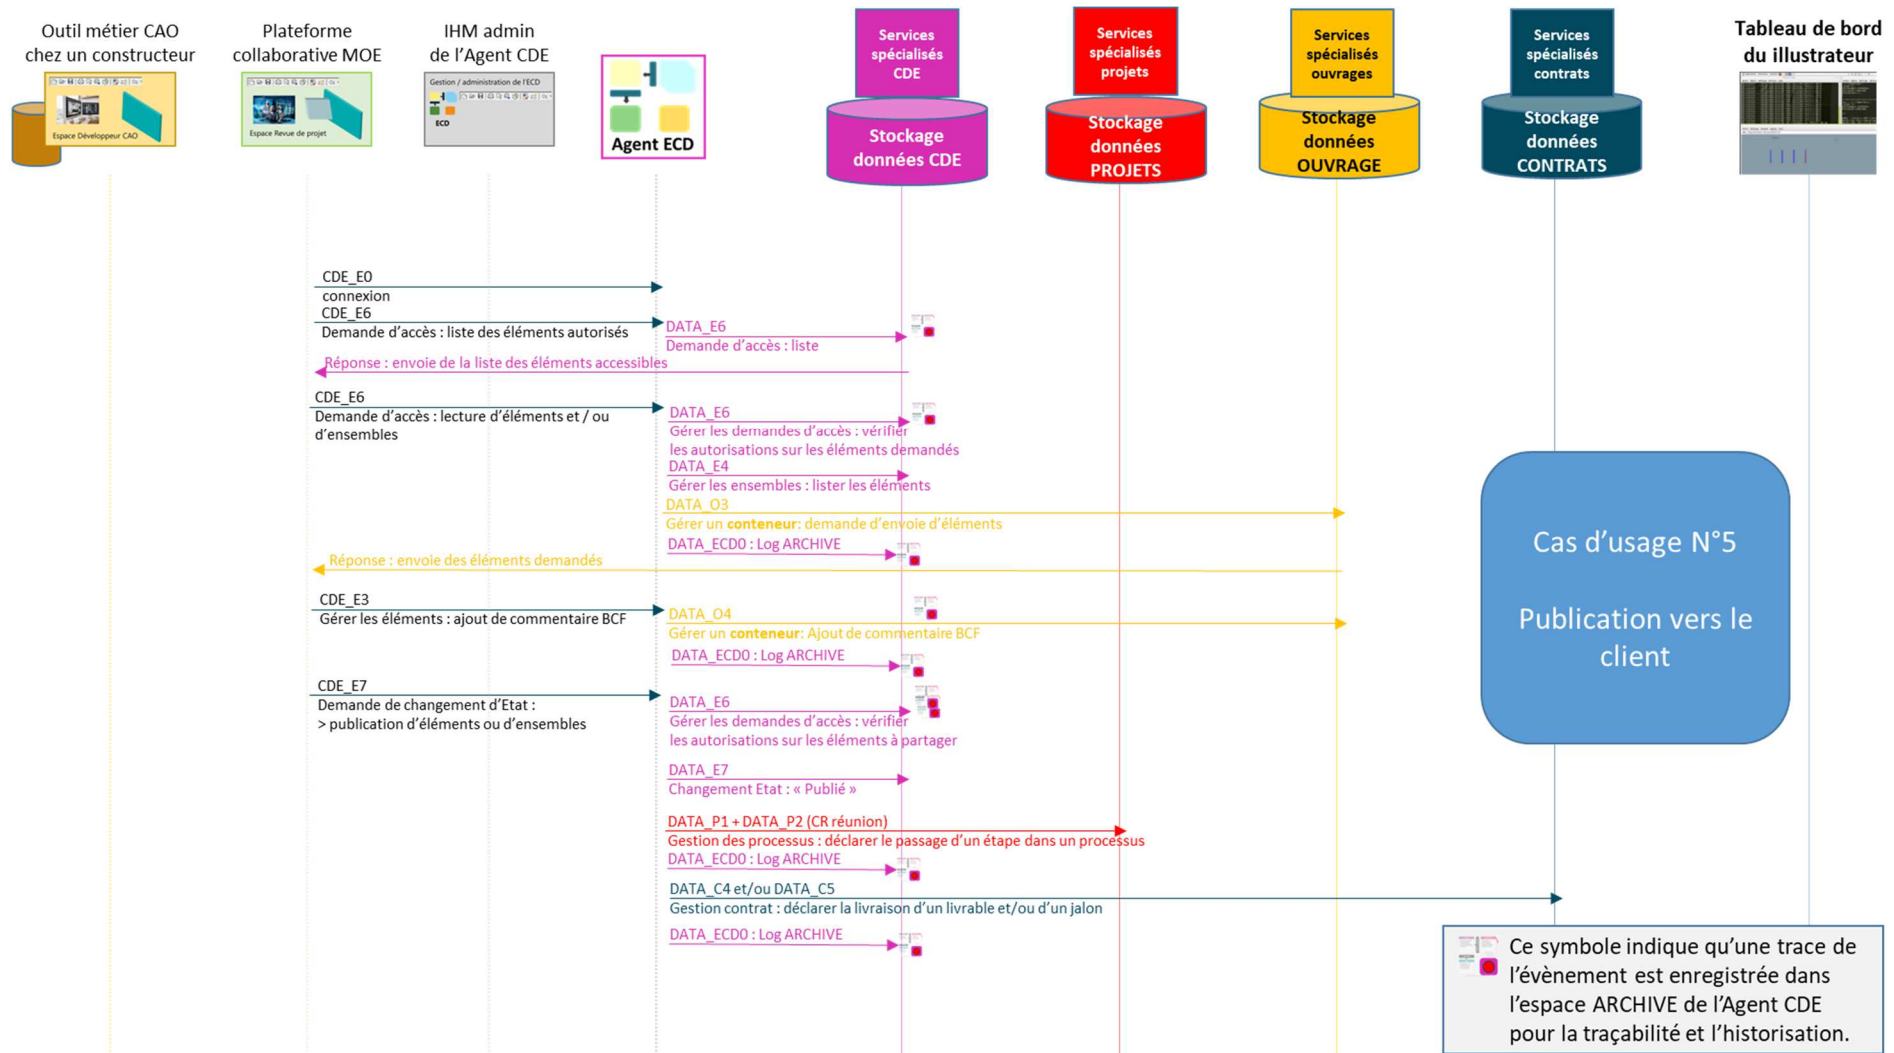 Outil métier CAO
chez un constructeur
Espace Développeur CAO
Plateforme
collaborative MOE
Espace Revue de projet
IHM admin
de l'Agent CDE
Gestion / administration de l'ECD
ECD
Agent ECD
Services
spécialisés
CDE
Stockage
données CDE
Services
spécialisés
projets
Stockage
données
PROJETS
Services
spécialisés
ouvrages
Stockage
données
OUVRAGE
Services
spécialisés
contrats
Stockage
données
CONTRATS
Tableau de bord
du illustrateur
CDE_E0
connexion
CDE_E6
Demande d'accès : liste des éléments autorisés
DATA_E6
Demande d'accès : liste
Réponse : envoie de la liste des éléments accessibles
CDE_E6
Demande d'accès : lecture d'éléments et / ou
d'ensembles
DATA_E6
Gérer les demandes d'accès : vérifier
les autorisations sur les éléments demandés
DATA_E4
Gérer les ensembles : lister les éléments
DATA_O3
Gérer un conteneur: demande d'envoie d'éléments
DATA_ECD0 : Log ARCHIVE
Réponse : envoie des éléments demandés
CDE_E3
Gérer les éléments : ajout de commentaire BCF
DATA_O4
Gérer un conteneur: Ajout de commentaire BCF
DATA_ECD0 : Log ARCHIVE
CDE_E7
Demande de changement d'Etat :
> publication d'éléments ou d'ensembles
DATA_E6
Gérer les demandes d'accès : vérifier
les autorisations sur les éléments à partager
DATA_E7
Changement Etat : « Publié »
DATA_P1 + DATA_P2 (CR réunion)
Gestion des processus : déclarer le passage d'un étape dans un processus
DATA_ECD0 : Log ARCHIVE
DATA_C4 et/ou DATA_C5
Gestion contrat : déclarer la livraison d'un livrable et/ou d'un jalon
DATA_ECD0 : Log ARCHIVE
Cas d'usage N°5
Publication vers le
client
Ce symbole indique qu'une trace de
l'évènement est enregistrée dans
l'espace ARCHIVE de l'Agent CDE
pour la traçabilité et l'historisation.